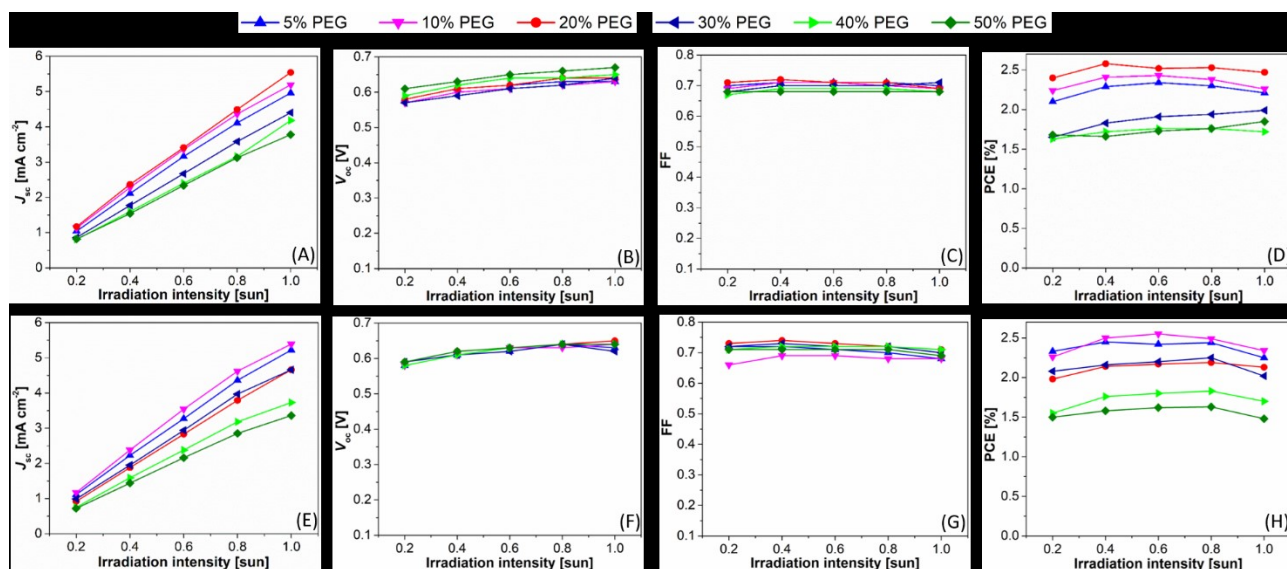 5% PEG 10% PEG 20% PEG 30% PEG 40% PEG 50% PEG
6
5
4
3
2
1
0
Jsc [mA cm-2]
0.2 0.4 0.6 0.8 1.0
Irradiation intensity [sun]
(A)
0.7
0.6
0.5
0.4
0.3
0.2
0.1
Voc [V]
0.2 0.4 0.6 0.8 1.0
Irradiation intensity [sun]
(B)
0.8
0.7
0.6
0.5
0.4
0.3
0.2
0.1
FF
0.2 0.4 0.6 0.8 1.0
Irradiation intensity [sun]
(C)
2.5
2.0
1.5
1.0
0.5
0.0
PCE [%]
0.2 0.4 0.6 0.8 1.0
Irradiation intensity [sun]
(D)
6
5
4
3
2
1
0
Jsc [mA cm-2]
0.2 0.4 0.6 0.8 1.0
Irradiation intensity [sun]
(E)
0.7
0.6
0.5
0.4
0.3
0.2
0.1
Voc [V]
0.2 0.4 0.6 0.8 1.0
Irradiation intensity [sun]
(F)
0.8
0.7
0.6
0.5
0.4
0.3
0.2
0.1
FF
0.2 0.4 0.6 0.8 1.0
Irradiation intensity [sun]
(G)
2.5
2.0
1.5
1.0
0.5
0.0
PCE [%]
0.2 0.4 0.6 0.8 1.0
Irradiation intensity [sun]
(H)